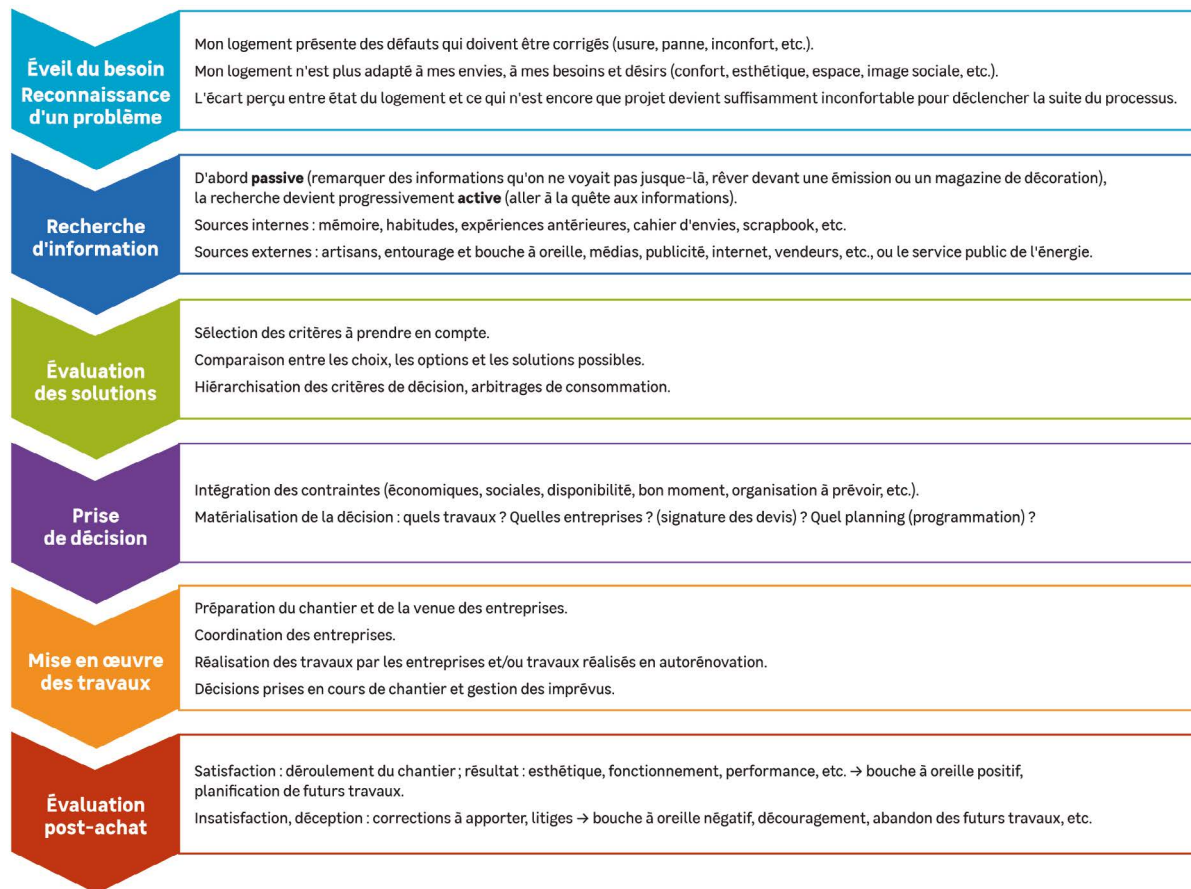 Éveil du besoin
Reconnaissance
d'un problème
Mon logement présente des défauts qui doivent être corrigés (usure, panne, inconfort, etc.).
Mon logement n'est plus adapté à mes envies, à mes besoins et désirs (confort, esthétique, espace, image sociale, etc.).
L'écart perçu entre état du logement et ce qui n'est encore que projet devient suffisamment inconfortable pour déclencher la suite du processus.
Recherche
d'information
D'abord passive (remarquer des informations qu'on ne voyait pas jusque-là, rêver devant une émission ou un magazine de décoration),
la recherche devient progressivement active (aller à la quête aux informations).
Sources internes : mémoire, habitudes, expériences antérieures, cahier d'envies, scrapbook, etc.
Sources externes : artisans, entourage et bouche à oreille, médias, publicité, internet, vendeurs, etc., ou le service public de l'énergie.
Évaluation
des solutions
Sélection des critères à prendre en compte.
Comparaison entre les choix, les options et les solutions possibles.
Hiérarchisation des critères de décision, arbitrages de consommation.
Prise
de décision
Intégration des contraintes (économiques, sociales, disponibilité, bon moment, organisation à prévoir, etc.).
Matérialisation de la décision : quels travaux ? Quelles entreprises ? (signature des devis) ? Quel planning (programmation) ?
Mise en œuvre
des travaux
Préparation du chantier et de la venue des entreprises.
Coordination des entreprises.
Réalisation des travaux par les entreprises et/ou travaux réalisés en autorénovation.
Décisions prises en cours de chantier et gestion des imprévus.
Évaluation
post-achat
Satisfaction : déroulement du chantier ; résultat : esthétique, fonctionnement, performance, etc. → bouche à oreille positif,
planification de futurs travaux.
Insatisfaction, déception : corrections à apporter, litiges → bouche à oreille négatif, découragement, abandon des futurs travaux, etc.